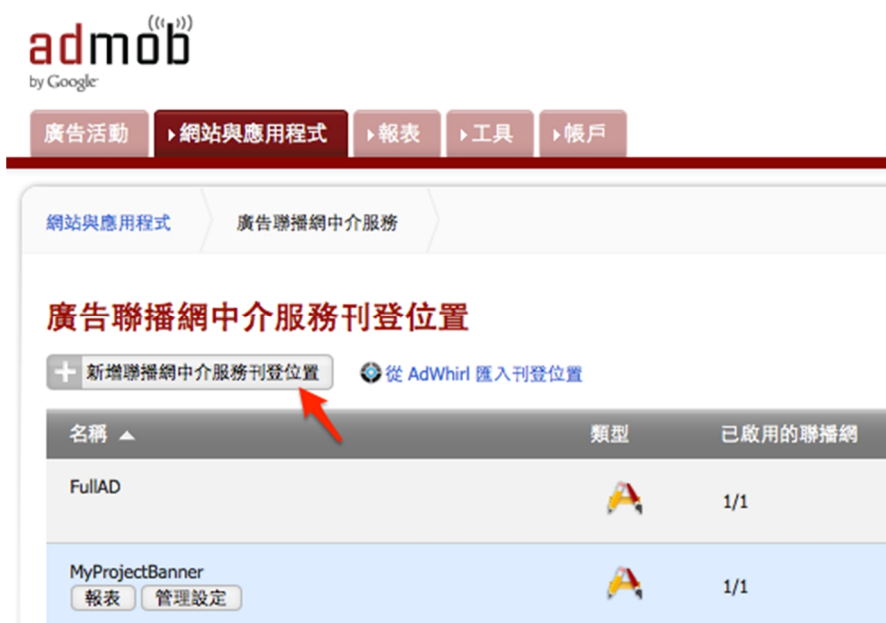 admob
by Google
廣告活動 網站與應用程式 報表 工具 帳戶
網站與應用程式 廣告聯播網中介服務
廣告聯播網中介服務刊登位置
新增聯播網中介服務刊登位置 從 AdWhirl 匯入刊登位置
名稱 類型 已啟用的聯播網
FullAD 1/1
MyProjectBanner 1/1
報表 管理設定